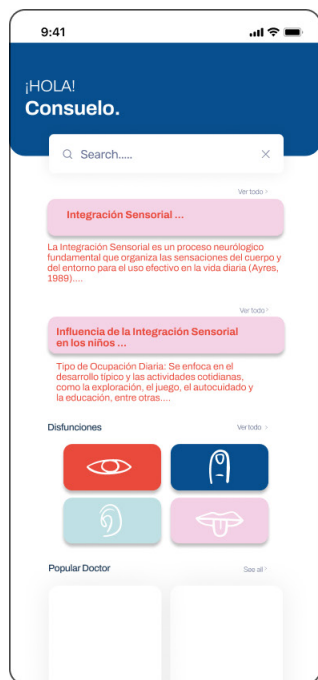 9:41
¡HOLA!
Consuelo.
Search.....
Ver todo >
Integración Sensorial ...
La Integración Sensorial es un proceso neurológico
fundamental que organiza las sensaciones del cuerpo y
del entorno para el uso efectivo en la vida diaria (Ayres,
1989)....
Ver todo >
Influencia de la Integración Sensorial
en los niños ...
Tipo de Ocupación Diaria: Se enfoca en el
desarrollo típico y las actividades cotidianas,
como la exploración, el juego, el autocuidado y
la educación, entre otras....
Disfunciones
Ver todo >
Popular Doctor
See all >